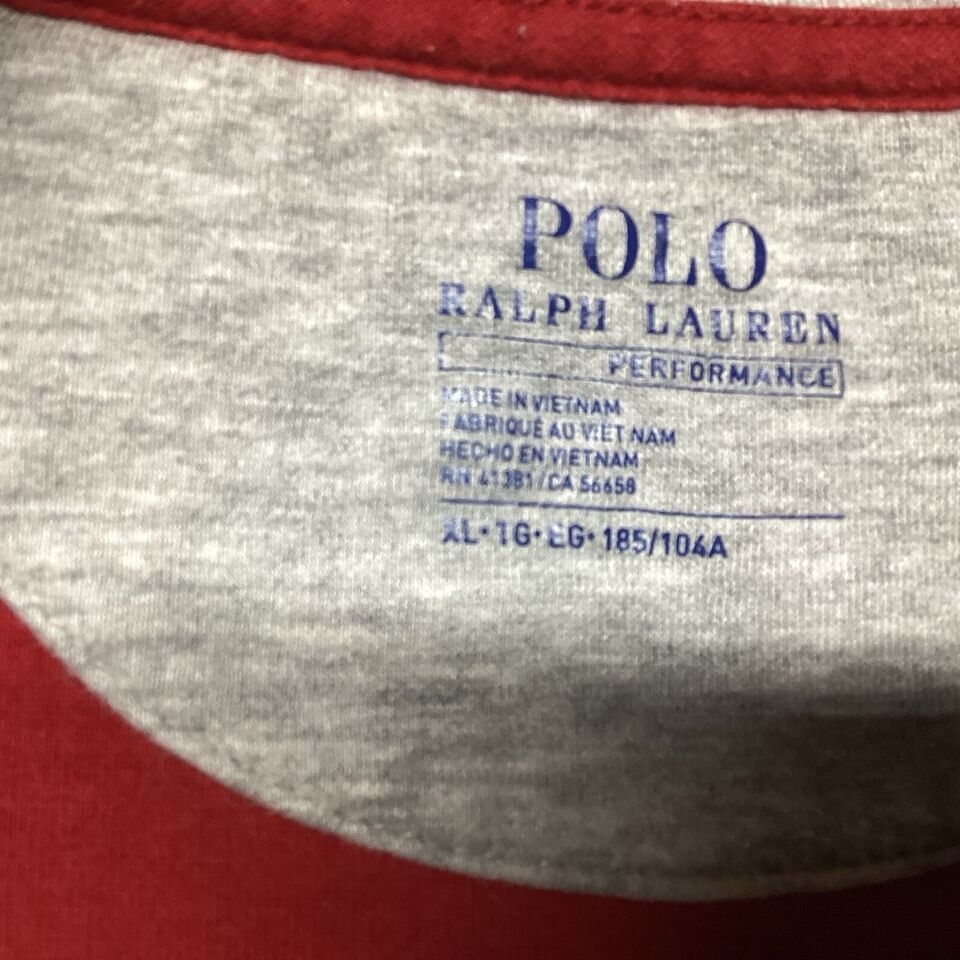 POLO
RALPH LAUREN
PERFORMANCE
MADE IN VIETNAM
FABRIQUÉ AU VIET NAM
HECHO EN VIETNAM
RN 41381/CA 56658
XL• TG• EG• 185/104A